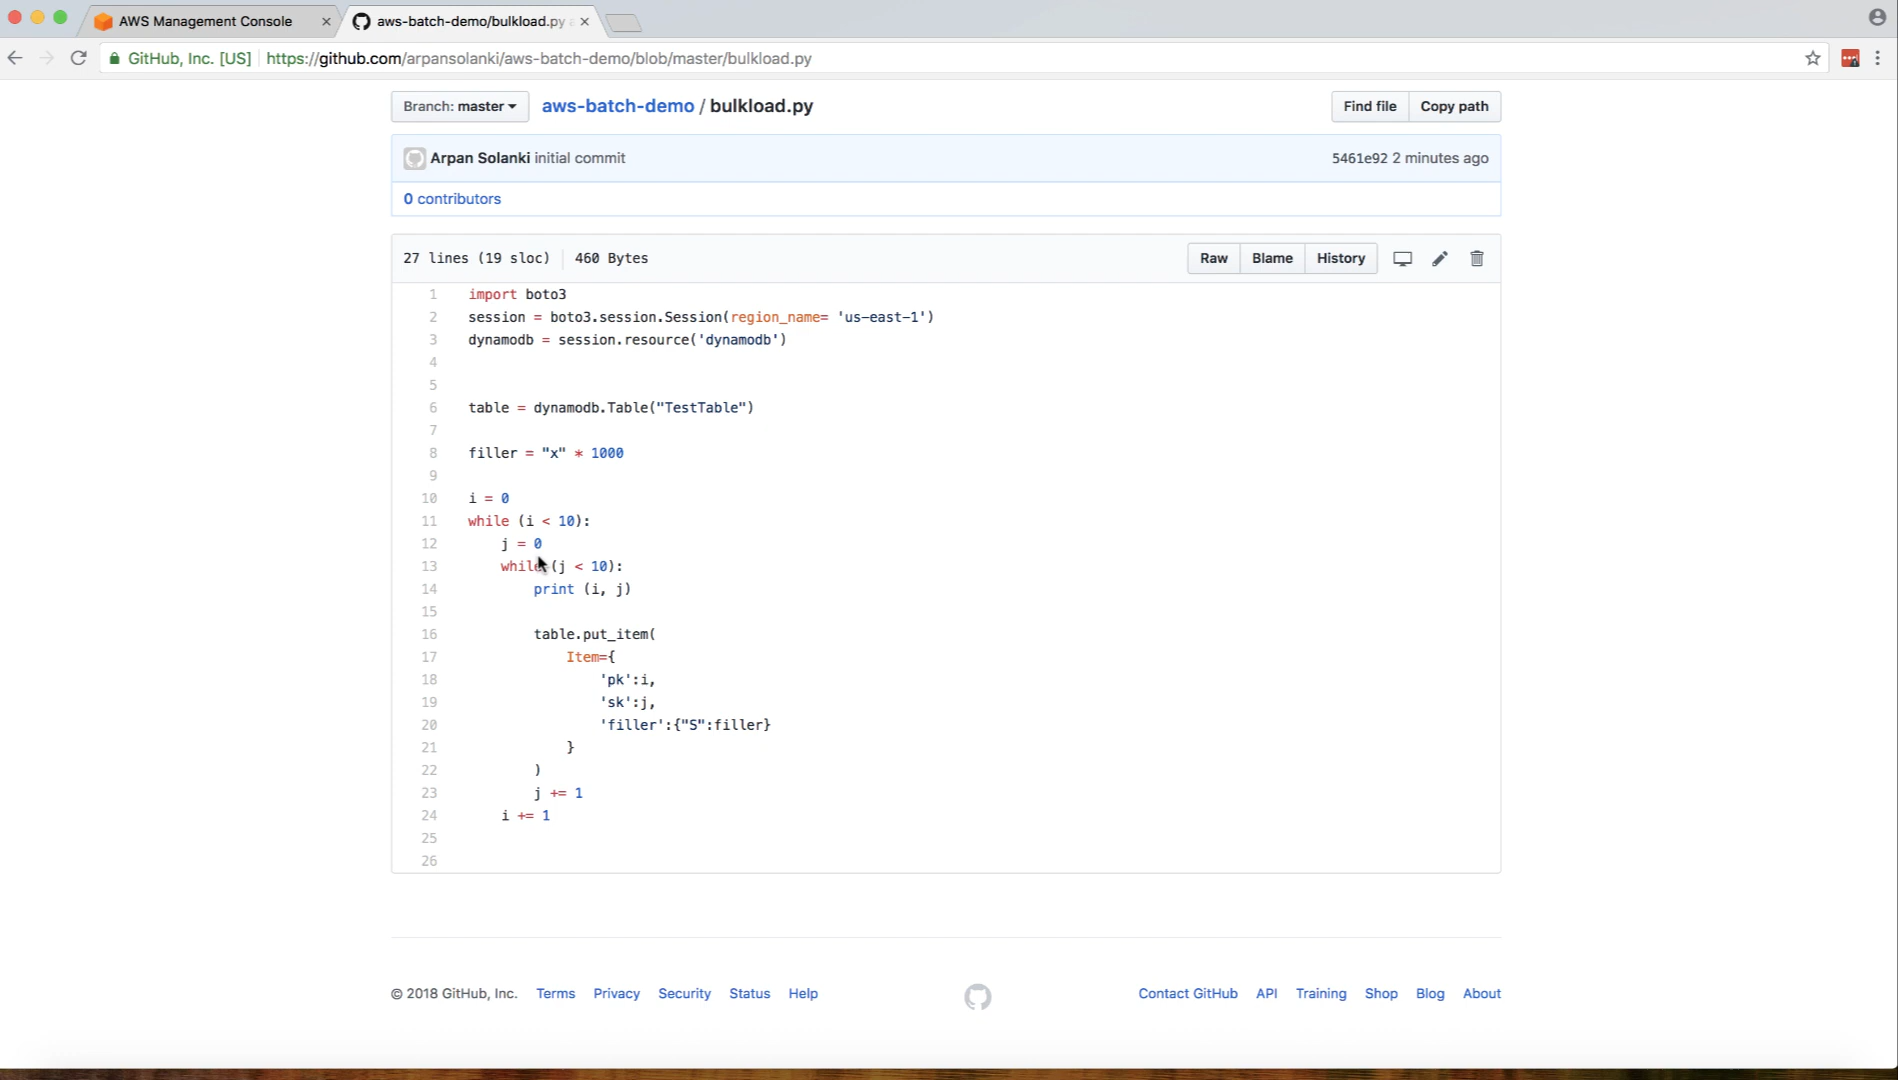 AWS Management Console
aws-batch-demo/bulkload.py
GitHub, Inc. [US] https://github.com/arpansolanki/aws-batch-demo/blob/master/bulkload.py
Branch: master aws-batch-demo / bulkload.py Find file Copy path
Arpan Solanki initial commit 5461e92 2 minutes ago
0 contributors
27 lines (19 sloc) 460 Bytes Raw Blame History
1 import boto3
2 session = boto3.session.Session(region_name= 'us-east-1')
3 dynamodb = session.resource('dynamodb')
4
5
6 table = dynamodb.Table("TestTable")
7
8 filler = "x" * 1000
9
10 i = 0
11 while (i < 10):
12 j = 0
13 while (j < 10):
14 print (i, j)
15
16 table.put_item(
17 Item={
18 'pk':i,
19 'sk':j,
20 'filler':{"S":filler}
21 }
22 )
23 j += 1
24 i += 1
25
26
© 2018 GitHub, Inc. Terms Privacy Security Status Help Contact GitHub API Training Shop Blog About